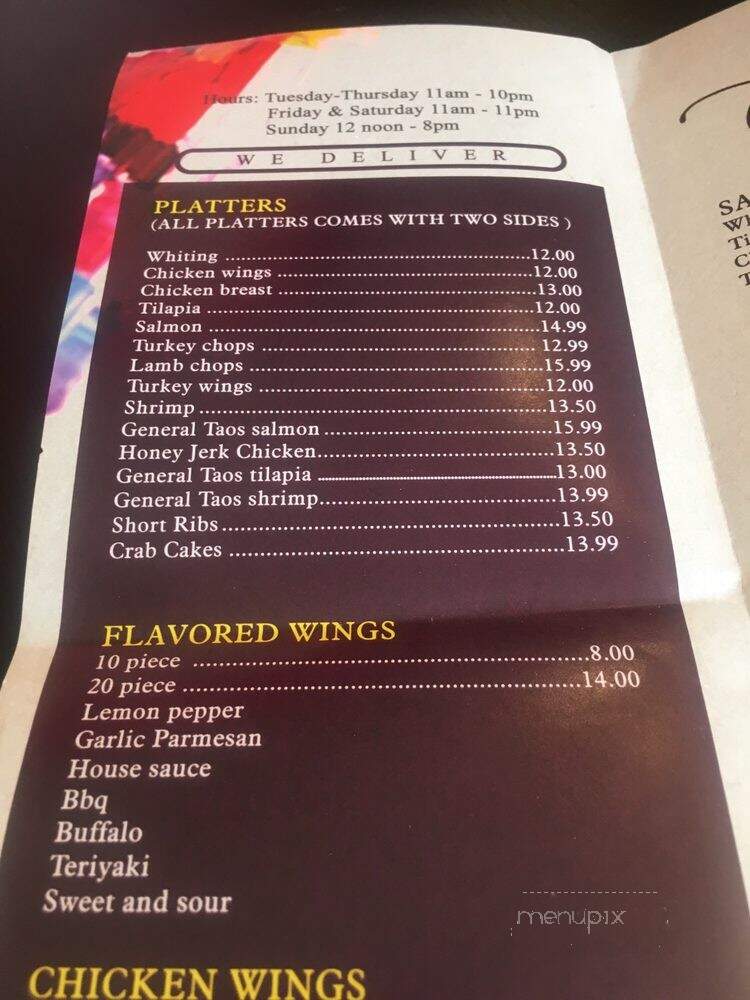 Hours: Tuesday-Thursday 11am - 10pm
Friday & Saturday 11am - 11pm
Sunday 12 noon - 8pm
WE DELIVER
PLATTERS
(ALL PLATTERS COMES WITH TWO SIDES )
Whiting ..........12.00
Chicken wings ..........12.00
Chicken breast ..........13.00
Tilapia ..........12.00
Salmon ..........14.99
Turkey chops ..........12.99
Lamb chops ..........15.99
Turkey wings ..........12.00
Shrimp ..........13.50
General Taos salmon ..........15.99
Honey Jerk Chicken..........13.50
General Taos tilapia ..........13.00
General Taos shrimp..........13.99
Short Ribs..........13.50
Crab Cakes ..........13.99
FLAVORED WINGS
10 piece ..........8.00
20 piece ..........14.00
Lemon pepper
Garlic Parmesan
House sauce
Bbq
Buffalo
Teriyaki
Sweet and sour
CHICKEN WINGS
menupix